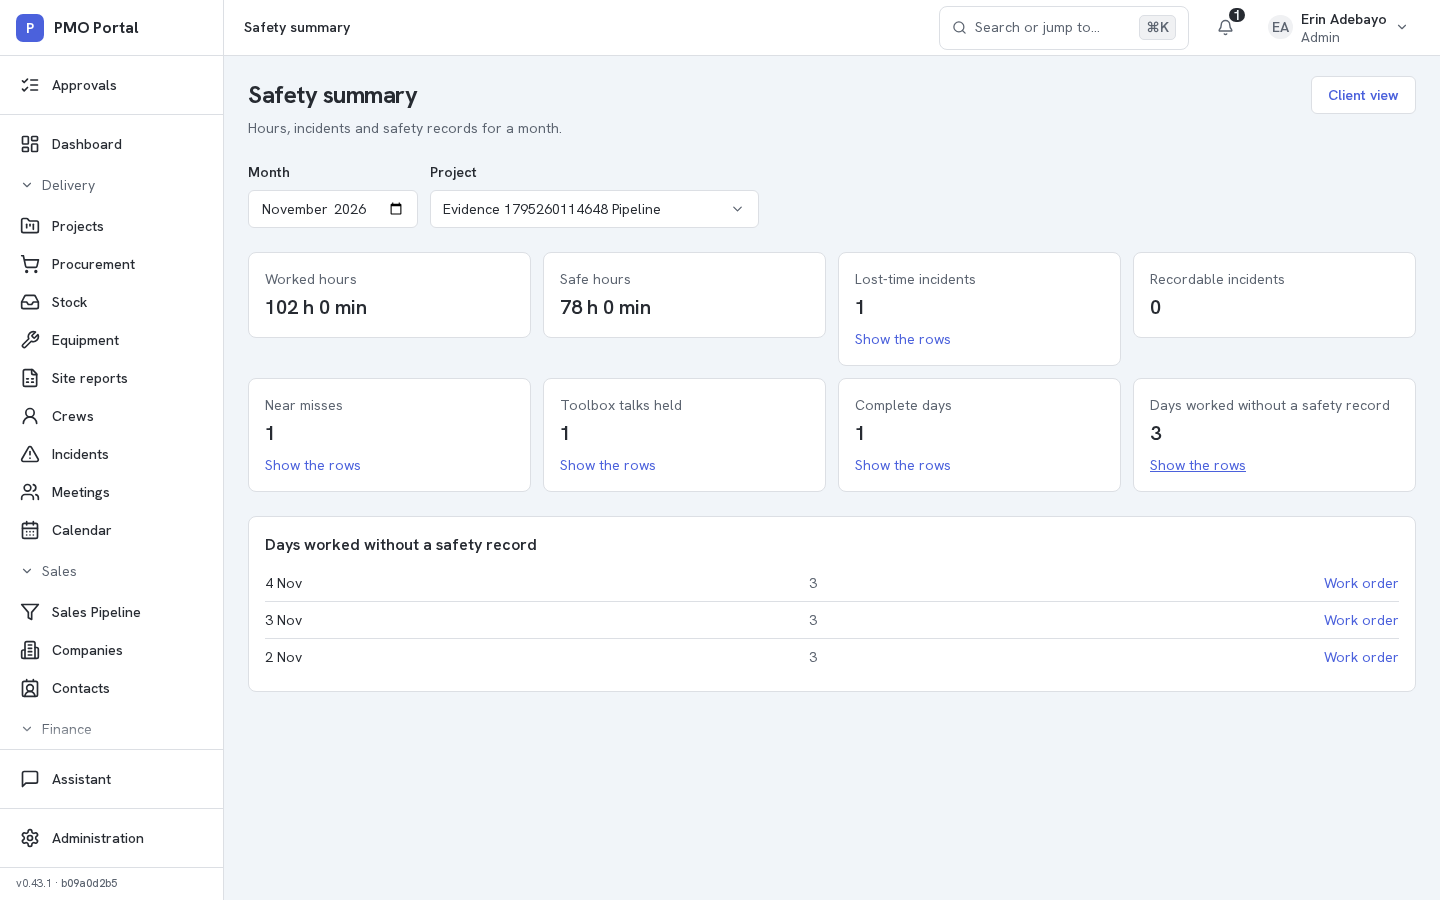 P PMO Portal
Safety summary
Search or jump to...
⌘K
1
EA
Erin Adebayo
Admin
Approvals
Dashboard
Delivery
Projects
Procurement
Stock
Equipment
Site reports
Crews
Incidents
Meetings
Calendar
Sales
Sales Pipeline
Companies
Contacts
Finance
Assistant
Administration
v0.43.1 · b09a0d2b5
Safety summary
Client view
Hours, incidents and safety records for a month.
Month
November 2026
Project
Evidence 1795260114648 Pipeline
Worked hours
102 h 0 min
Safe hours
78 h 0 min
Lost-time incidents
1
Show the rows
Recordable incidents
0
Near misses
1
Show the rows
Toolbox talks held
1
Show the rows
Complete days
1
Show the rows
Days worked without a safety record
3
Show the rows
Days worked without a safety record
4 Nov 3 Work order
3 Nov 3 Work order
2 Nov 3 Work order